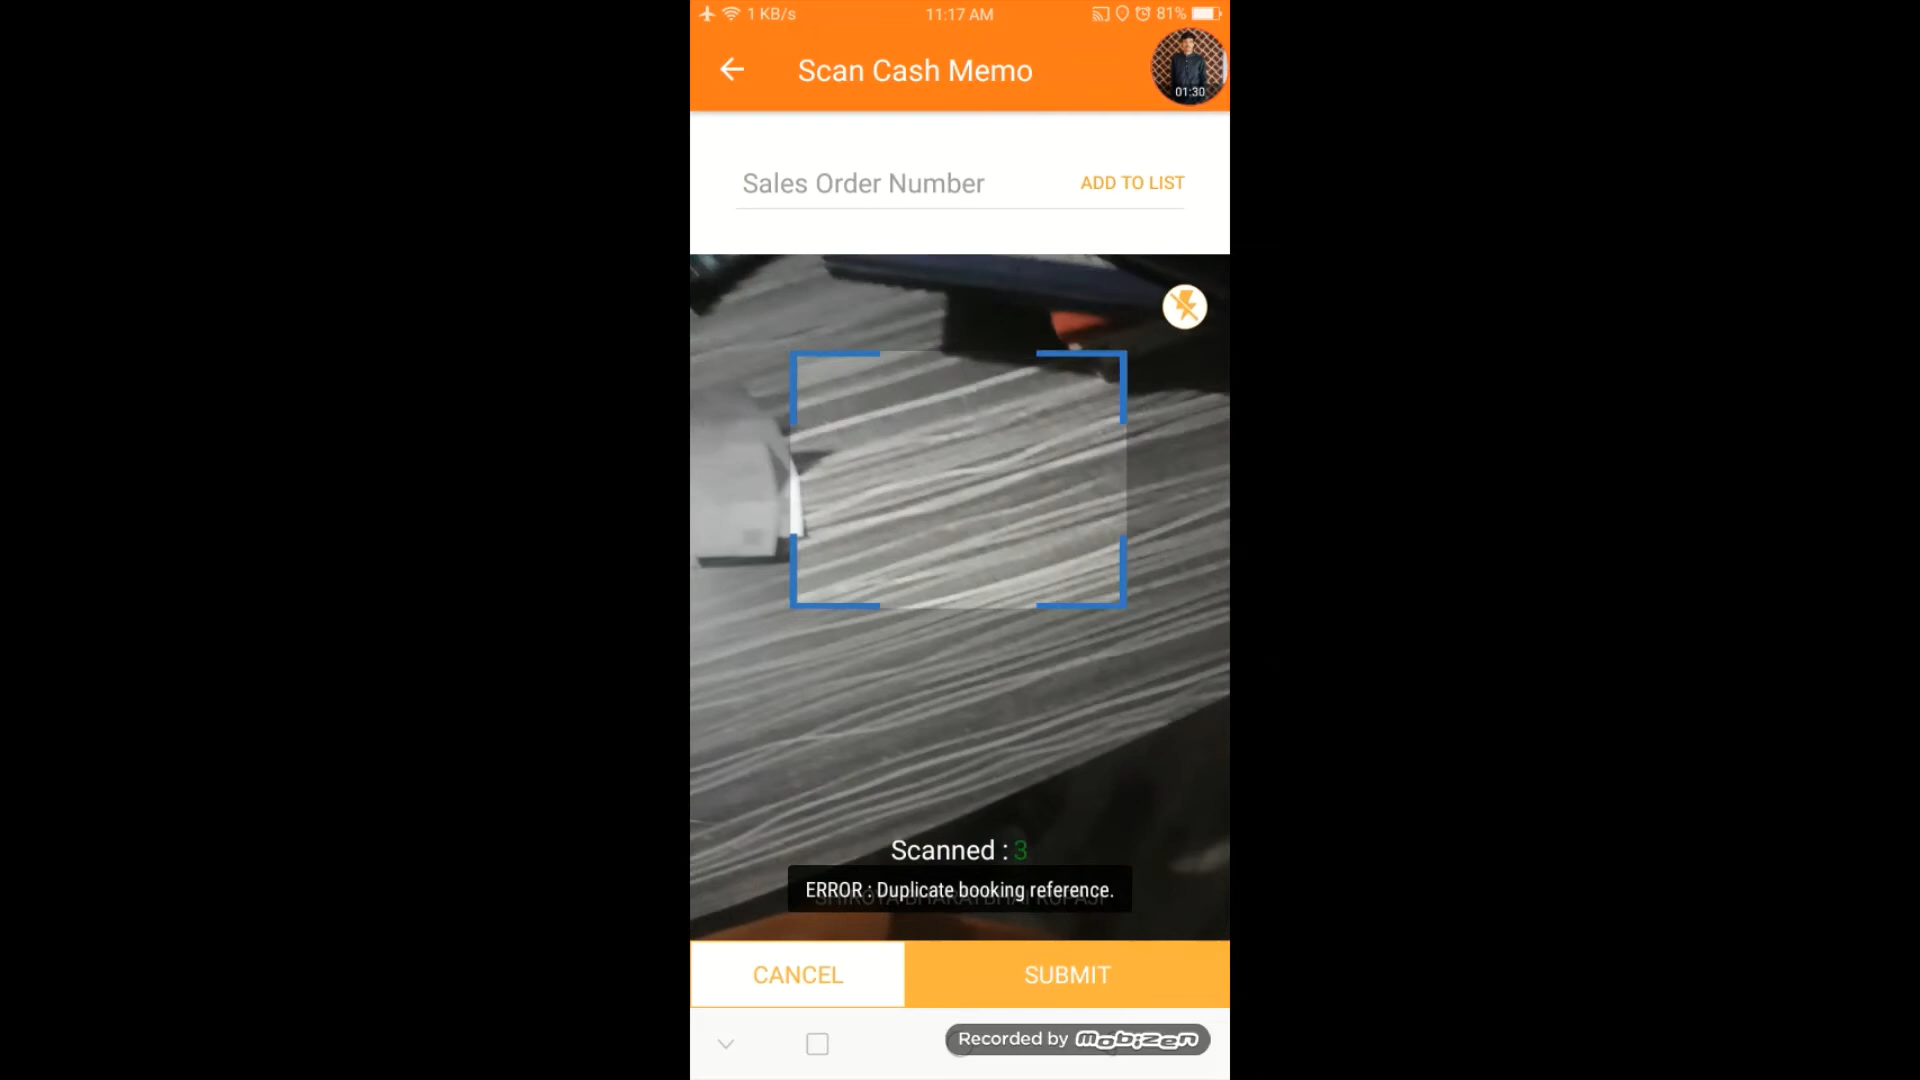 1 KB/s 11:17 AM 81%
Scan Cash Memo
01:30
Sales Order Number ADD TO LIST
Scanned : 3
ERROR : Duplicate booking reference.
CANCEL SUBMIT
Recorded by mobizen